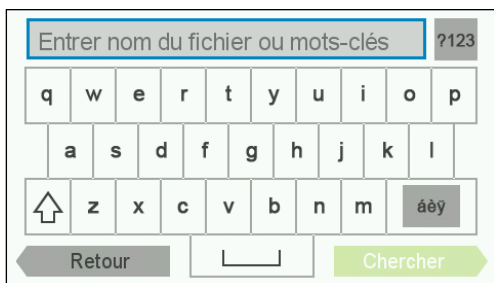 Entrer nom du fichier ou mots-clés ?123
q w e r t y u i o p
a s d f g h j k l
z x c v b n m áèÿ
Retour Chercher